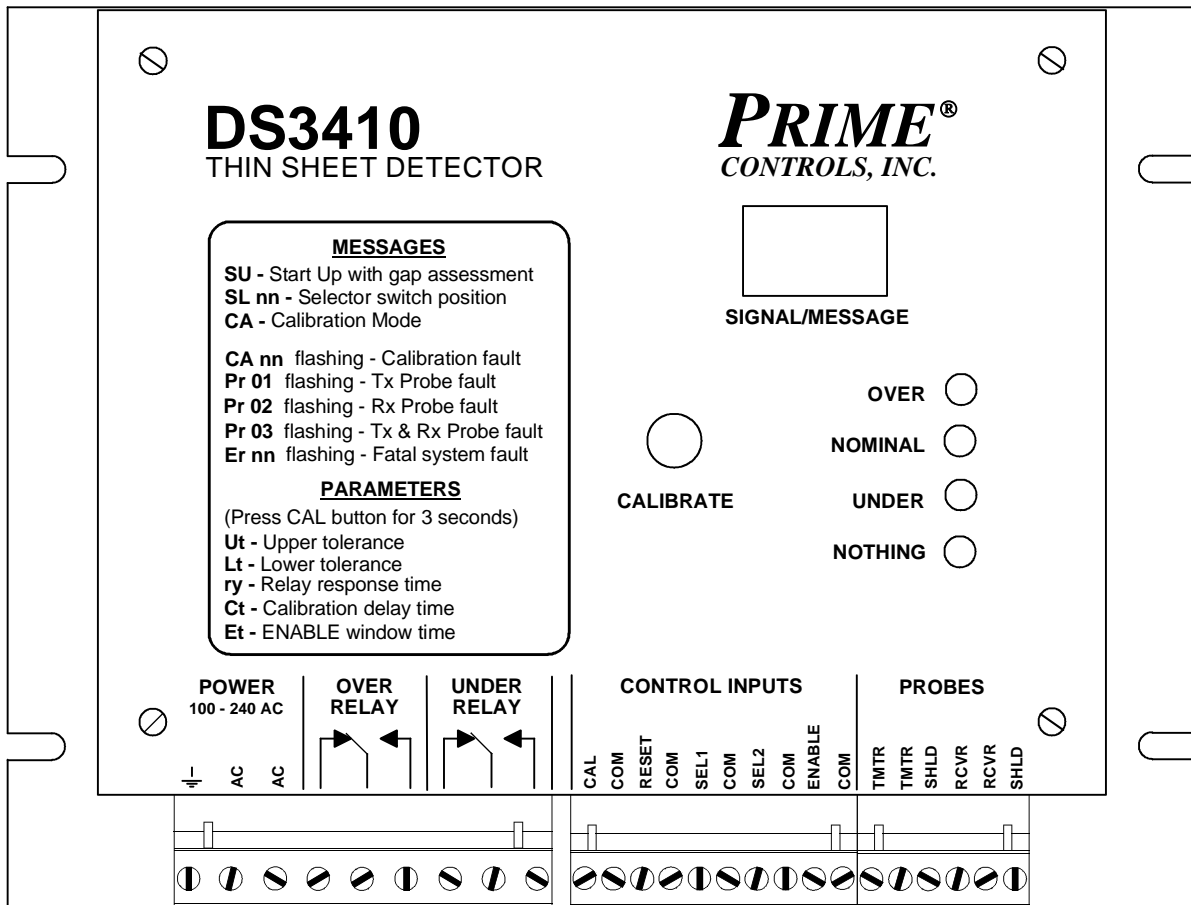 DS3410
THIN SHEET DETECTOR
PRIME®
CONTROLS, INC.
MESSAGES
SU - Start Up with gap assessment
SL nn - Selector switch position
CA - Calibration Mode
CA nn flashing - Calibration fault
Pr 01 flashing - Tx Probe fault
Pr 02 flashing - Rx Probe fault
Pr 03 flashing - Tx & Rx Probe fault
Er nn flashing - Fatal system fault
PARAMETERS
(Press CAL button for 3 seconds)
Ut - Upper tolerance
Lt - Lower tolerance
ry - Relay response time
Ct - Calibration delay time
Et - ENABLE window time
SIGNAL/MESSAGE
CALIBRATE
OVER
NOMINAL
UNDER
NOTHING
POWER
100 - 240 AC
AC
AC
OVER
RELAY
UNDER
RELAY
CONTROL INPUTS
CAL
COM
RESET
COM
SEL1
COM
SEL2
COM
ENABLE
COM
PROBES
TMTR
TMTR
SHLD
RCVR
RCVR
SHLD